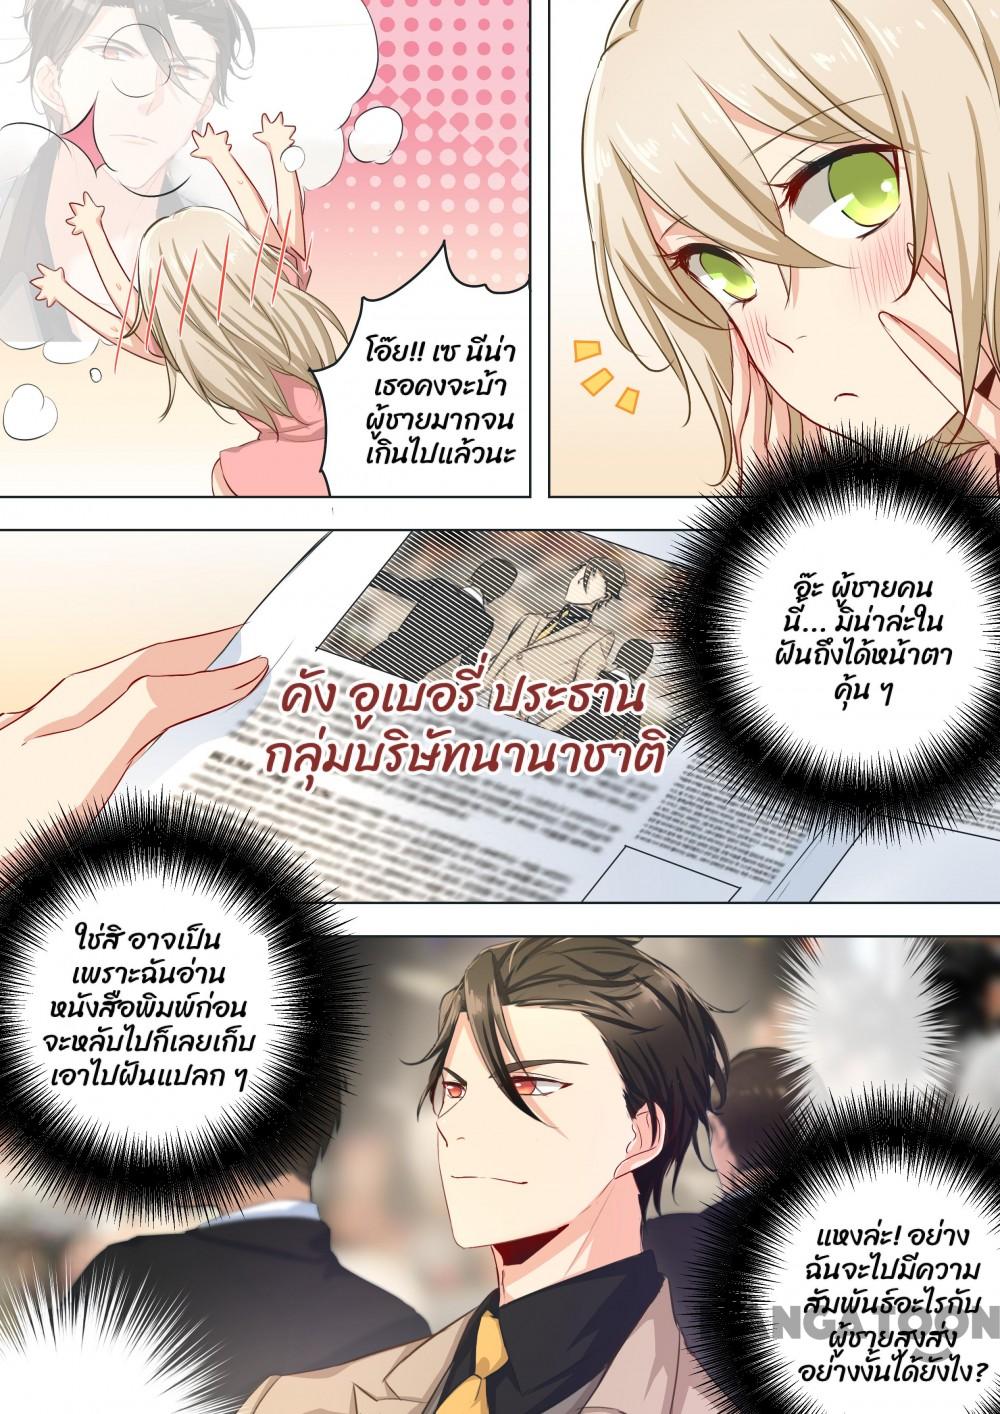 โอ๊ย!! เซ นีน่า
เธอคงจะบ้า
ผู้ชายมากจน
เกินไปแล้วนะ
อ๊ะ ผู้ชายคน
นี้... มิน่าล่ะใน
ฝันถึงได้หน้าตา
คุ้น ๆ
คัง อูเบอรี่ ประธาน
กลุ่มบริษัทนานาชาติ
ใช่สิ อาจเป็น
เพราะฉันอ่าน
หนังสือพิมพ์ก่อน
จะหลับไปก็เลยเก็บ
เอาไปฝันแปลก ๆ
แหงล่ะ! อย่าง
ฉันจะไปมีความ
สัมพันธ์อะไรกับ
ผู้ชายสูงส่ง
อย่างงั้นได้ยังไง?